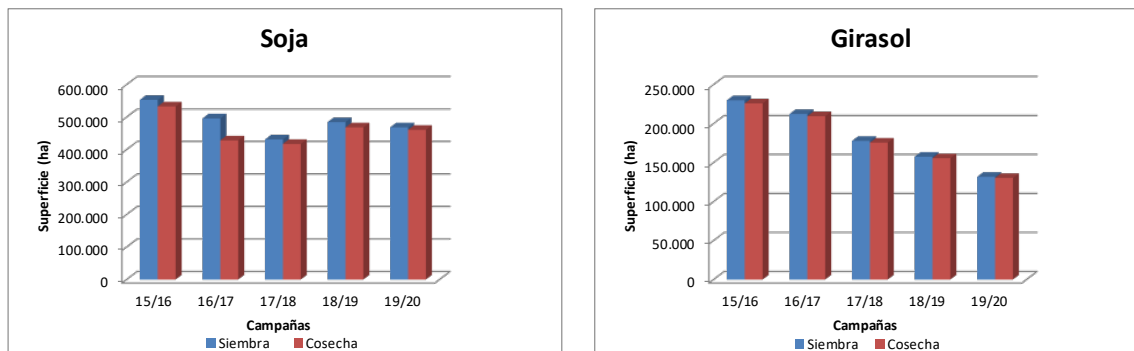 Soja
Superficie (ha)
600.000
500.000
400.000
300.000
200.000
100.000
0
15/16 16/17 17/18 18/19 19/20
Campañas
Siembra Cosecha
Girasol
Superficie (ha)
250.000
200.000
150.000
100.000
50.000
0
15/16 16/17 17/18 18/19 19/20
Campañas
Siembra Cosecha